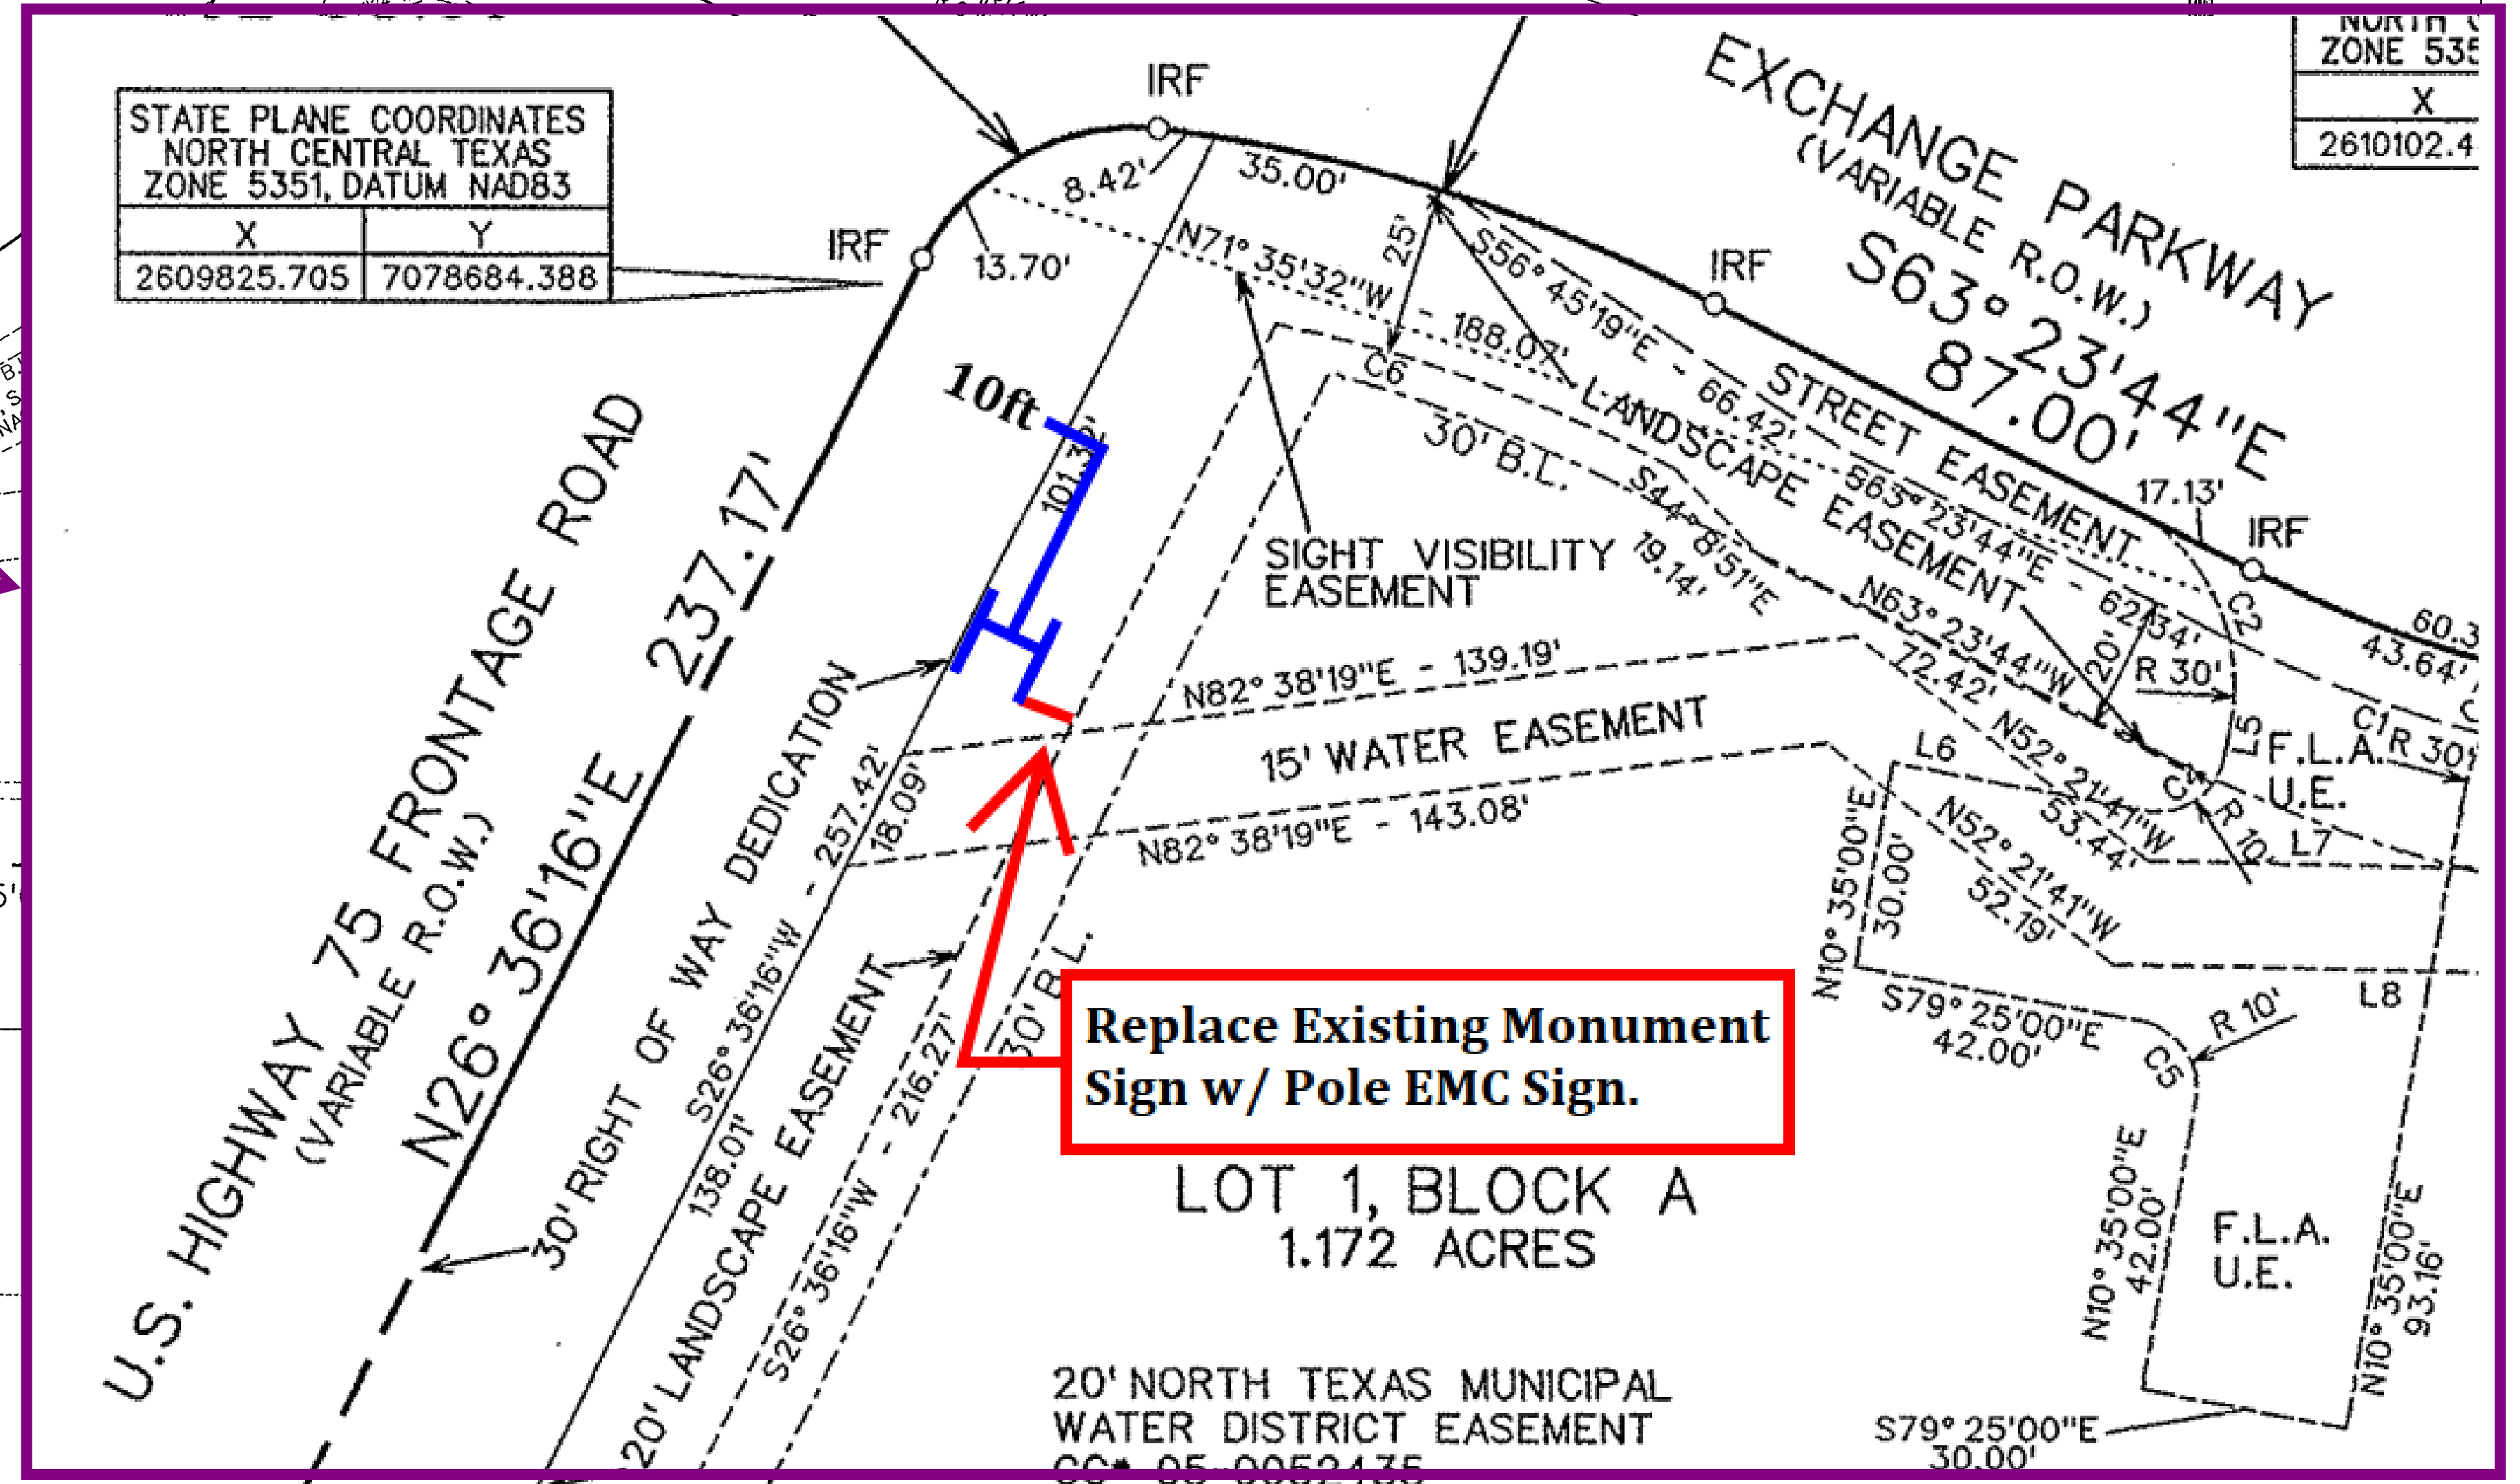 STATE PLANE COORDINATES
NORTH CENTRAL TEXAS
ZONE 5351, DATUM NAD83
X Y
2609825.705 7078684.388
NORTH
ZONE 535
X
2610102.4
IRF
IRF
IRF
IRF
8.42'
13.70'
35.00'
25'
EXCHANGE PARKWAY
(VARIABLE R.O.W.)
S63° 23'44"E
87.00'
N71° 35'32"W - 188.07'
S56° 45'19"E - 66.42'
STREET EASEMENT
LANDSCAPE EASEMENT
S63° 23'44"E - 62.34'
17.13'
C6
30' B.L.
S44° 8'51"E
19.14'
10ft
SIGHT VISIBILITY
EASEMENT
N63° 23'44"W
72.42'
20'
C2
R 30'
60.3
43.64'
L5
C1
R 30'
F.L.A.
U.E.
N82° 38'19"E - 139.19'
15' WATER EASEMENT
N82° 38'19"E - 143.08'
L6
N52° 21'41"W
53.44'
R 10'
L7
N52° 21'41"W
52.19'
L8
N10° 35'00"E
30.00'
S79° 25'00"E
42.00'
R 10'
C5
U.S. HIGHWAY 75 FRONTAGE ROAD
(VARIABLE R.O.W.)
N26° 36'16"E 237.17'
30' RIGHT OF WAY DEDICATION
S26° 36'16"W - 257.42'
18.09'
138.01'
20' LANDSCAPE EASEMENT
S26° 36'16"W - 216.27'
30' B.L.
Replace Existing Monument
Sign w/ Pole EMC Sign.
LOT 1, BLOCK A
1.172 ACRES
N10° 35'00"E
42.00'
F.L.A.
U.E.
N10° 35'00"E
93.16'
20' NORTH TEXAS MUNICIPAL
WATER DISTRICT EASEMENT
S79° 25'00"E
30.00'